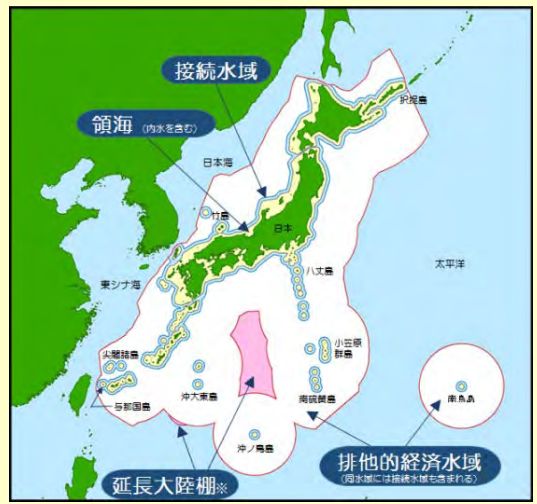 接続水域
択捉島
領海 (内水を含む)
日本海
竹島
日本
八丈島
太平洋
東シナ海
小笠原
群島
尖閣諸島
沖大東島
南硫黄島
南鳥島
与那国島
沖ノ鳥島
排他的経済水域
(同水域には接続水域も含まれる)
延長大陸棚※